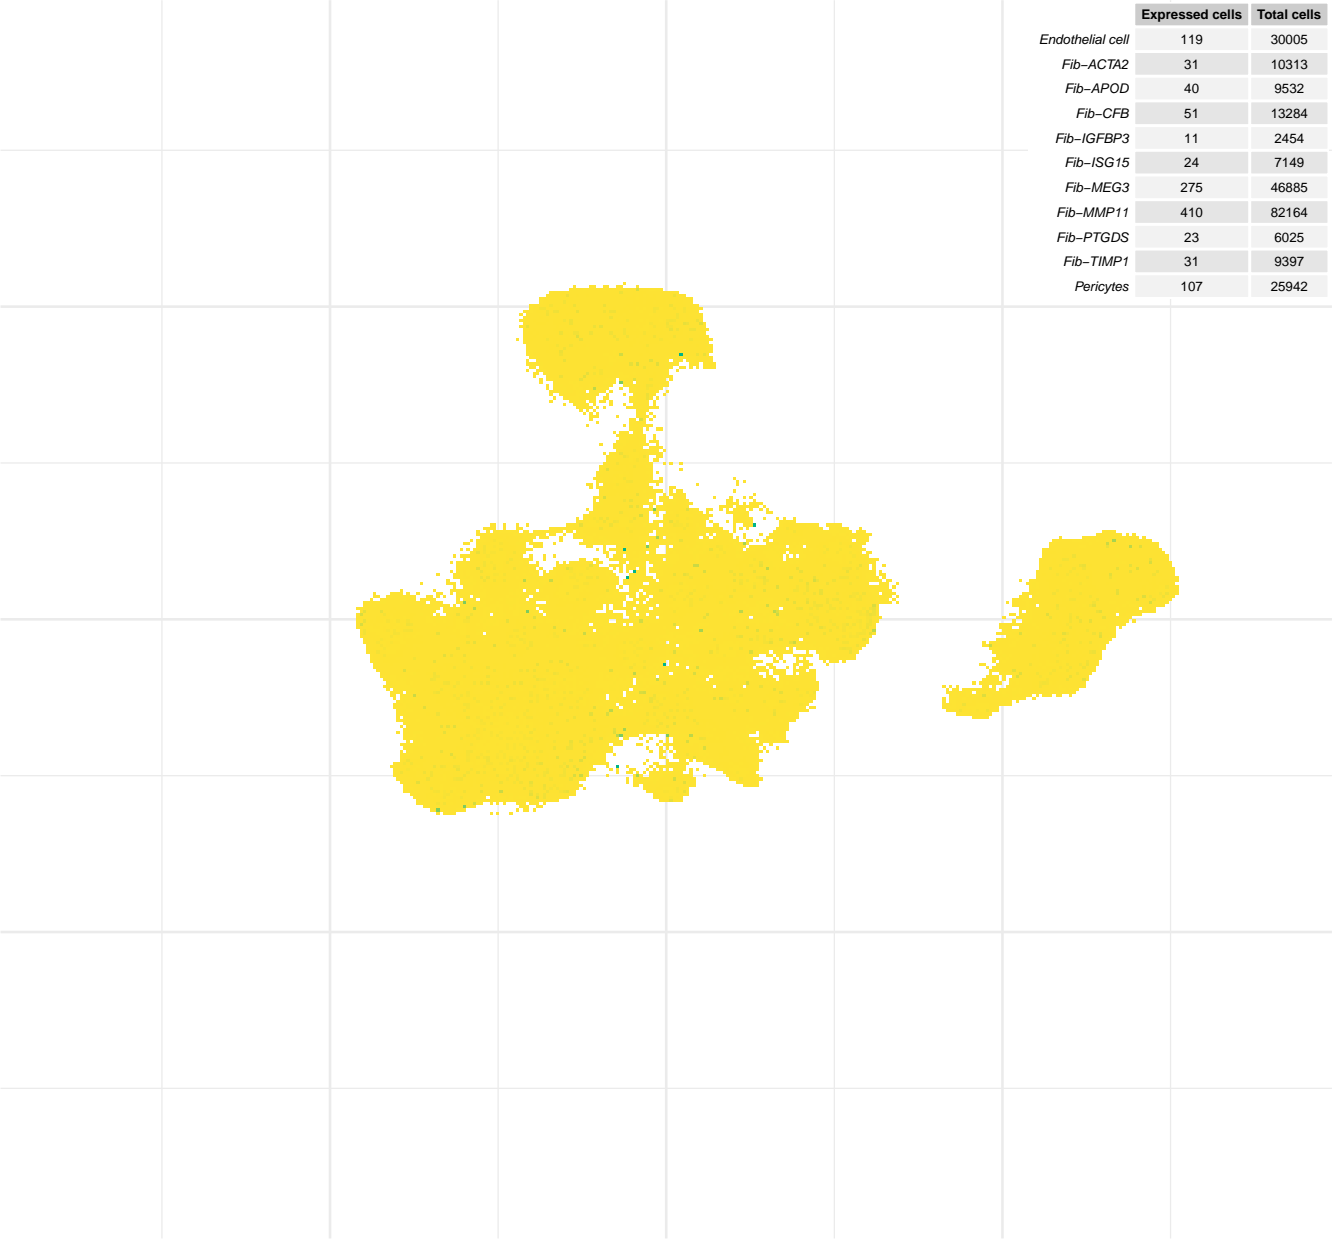 Expressed cells Total cells
Endothelial cell 119 30005
Fib−ACTA2 31 10313
Fib−APOD 40 9532
Fib−CFB 51 13284
Fib−IGFBP3 11 2454
Fib−ISG15 24 7149
Fib−MEG3 275 46885
Fib−MMP11 410 82164
Fib−PTGDS 23 6025
Fib−TIMP1 31 9397
Pericytes 107 25942